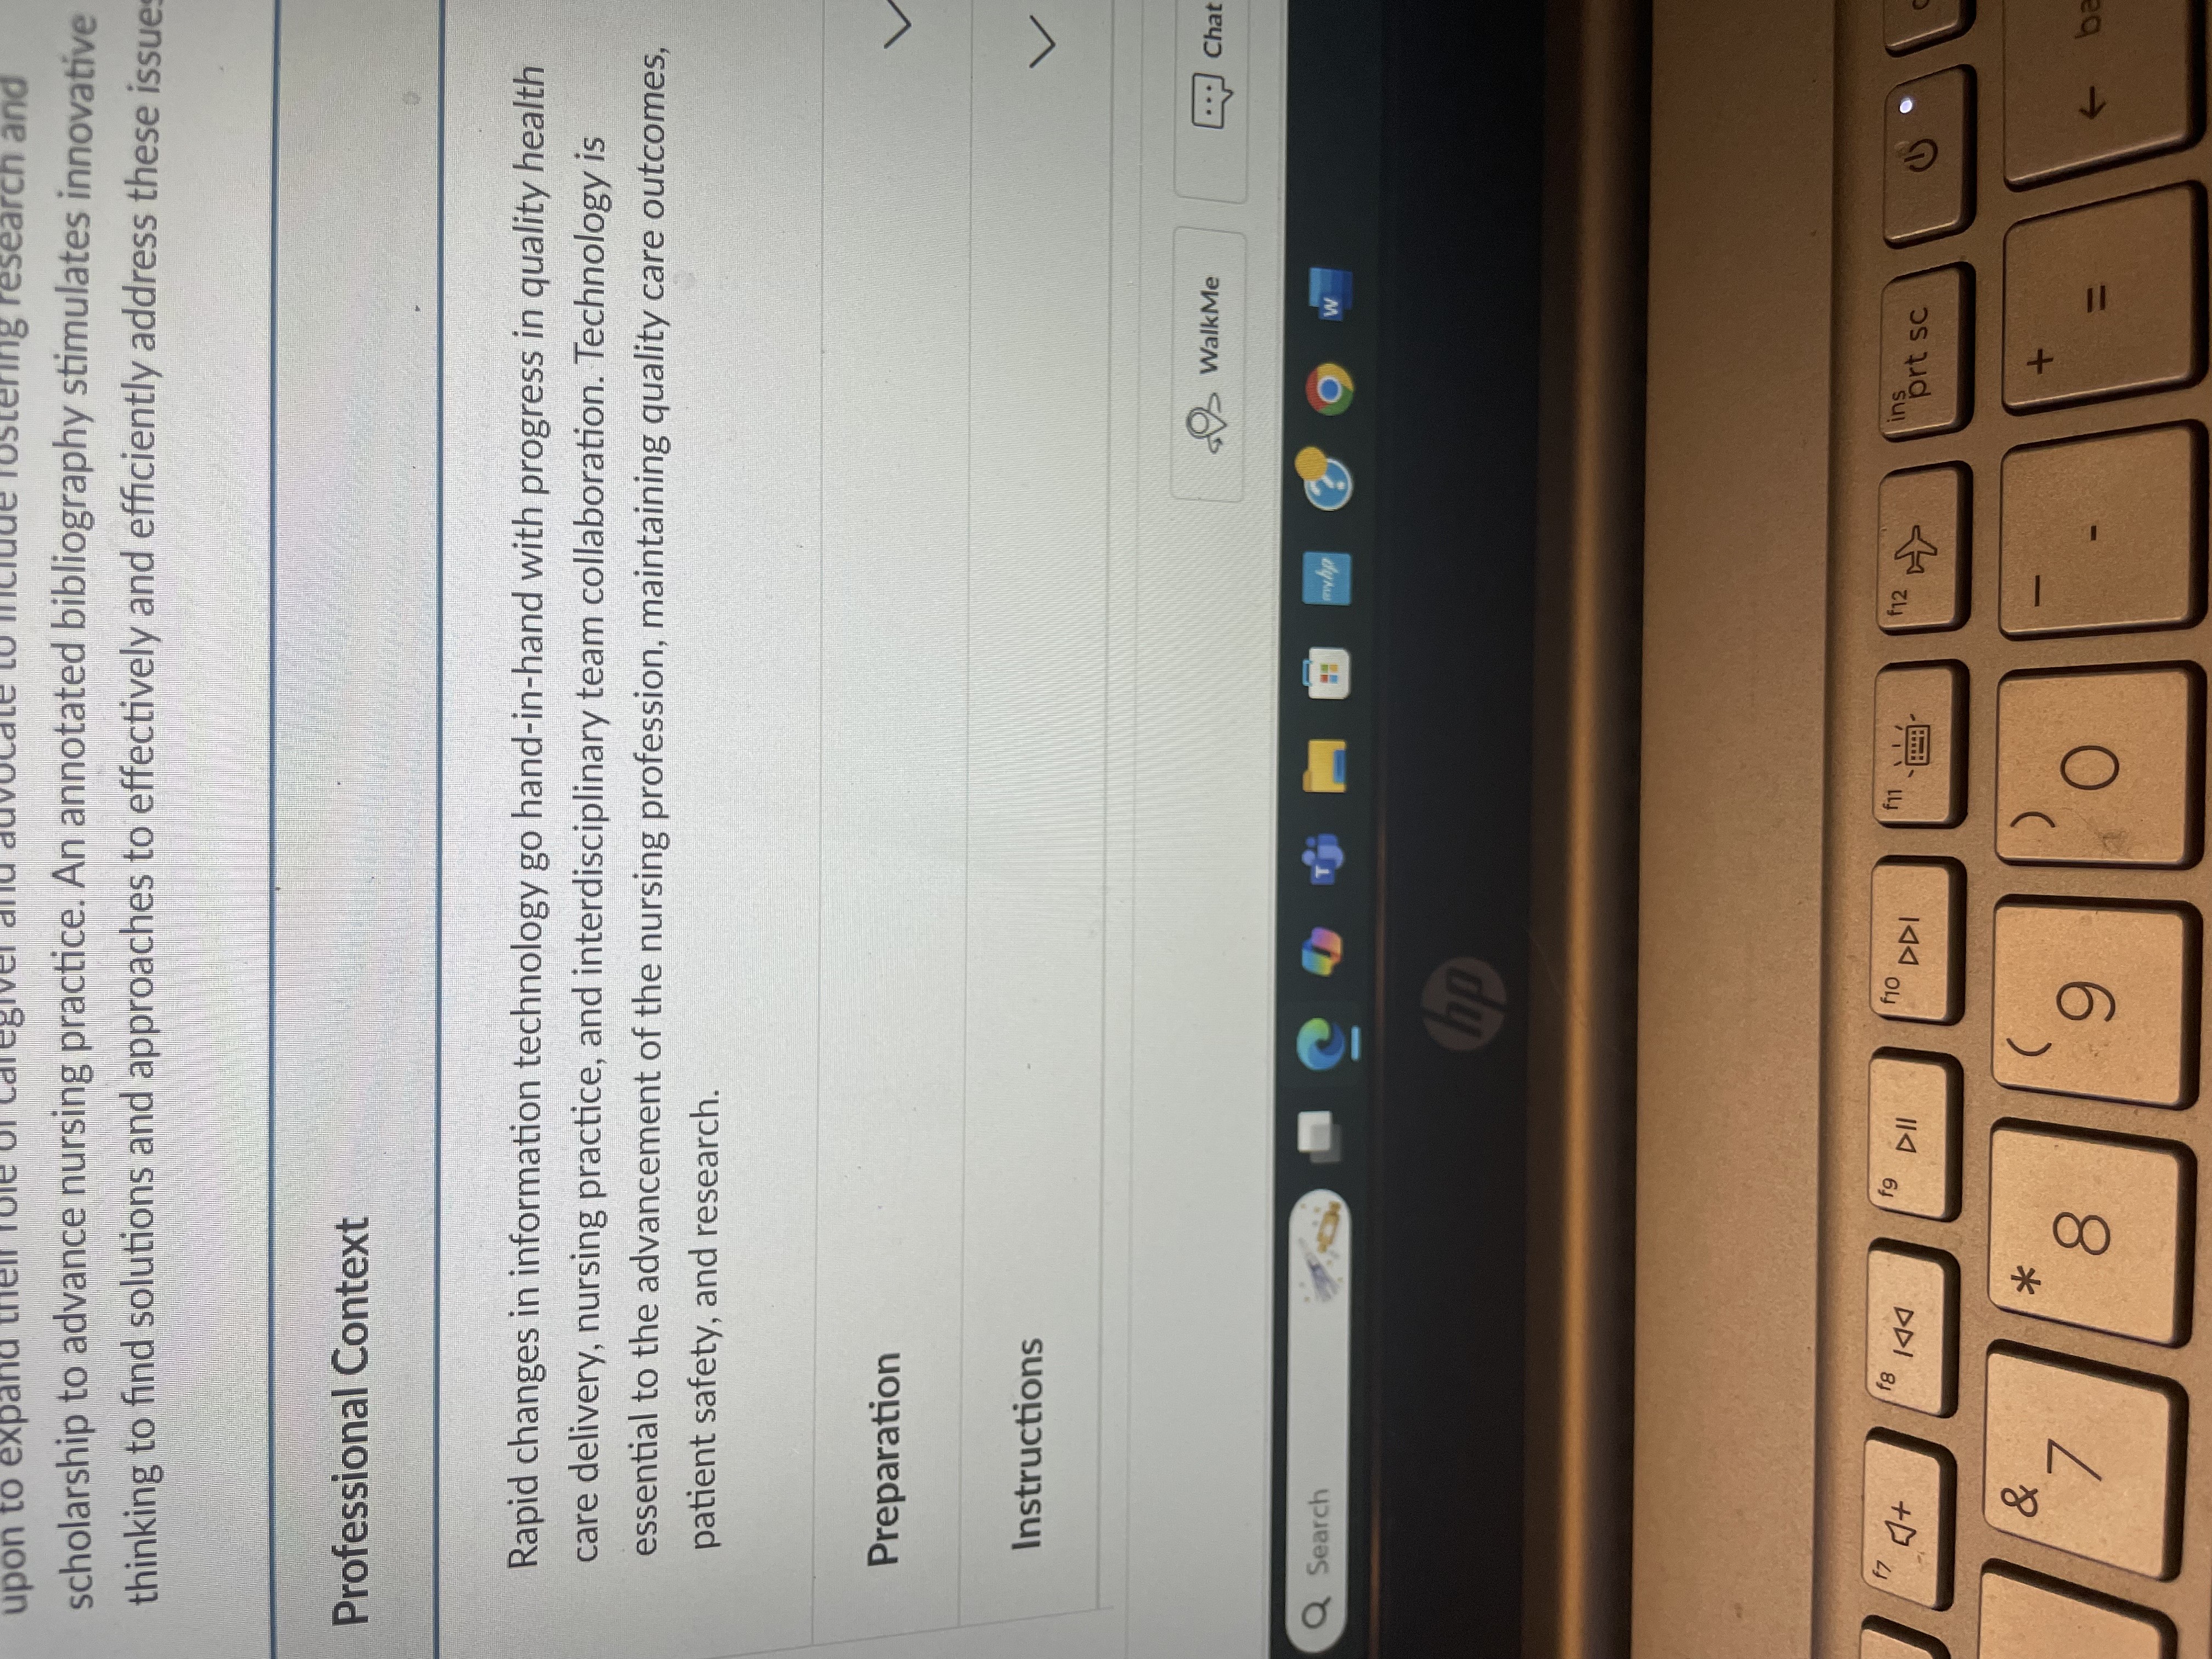 upon to expand their role of caregiver and advocate to include fostering research and
scholarship to advance nursing practice. An annotated bibliography stimulates innovative
thinking to find solutions and approaches to effectively and efficiently address these issues
Professional Context
Rapid changes in information technology go hand-in-hand with progress in quality health
care delivery, nursing practice, and interdisciplinary team collaboration. Technology is
essential to the advancement of the nursing profession, maintaining quality care outcomes,
patient safety, and research.
Preparation
Instructions
WalkMe Chat
Search T myhp ? W
hp
f7 + f8 f9 f10 f11 f12 ins prt sc
& 7 * 8 ( 9 ) 0 — - + = ← ba